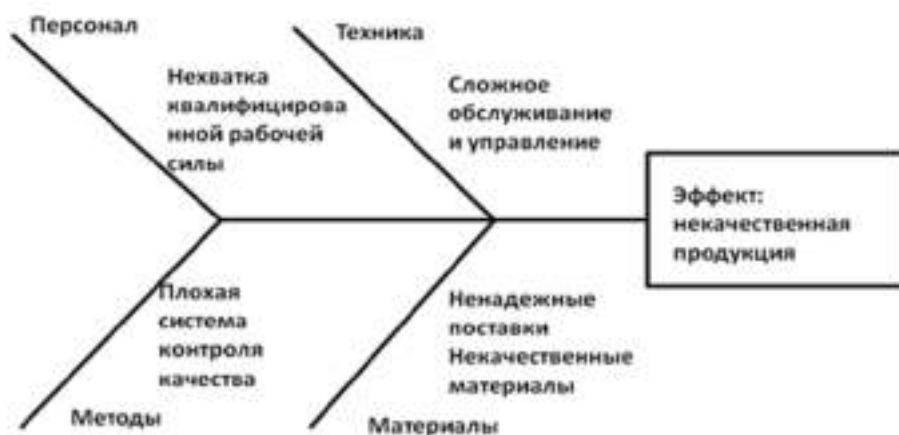 Персонал
Техника
Нехватка
квалифицирова
нной рабочей
силы
Сложное
обслуживание
и управление
Эффект:
некачественная
продукция
Плохая
система
контроля
качества
Ненадежные
поставки
Некачественные
материалы
Методы
Материалы